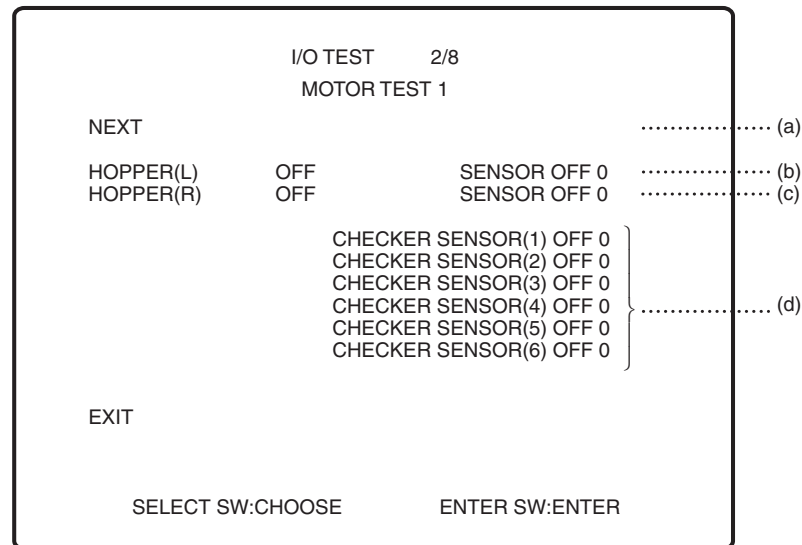 I/O TEST 2/8
MOTOR TEST 1
NEXT (a)
HOPPER(L) OFF SENSOR OFF 0 (b)
HOPPER(R) OFF SENSOR OFF 0 (c)
CHECKER SENSOR(1) OFF 0
CHECKER SENSOR(2) OFF 0
CHECKER SENSOR(3) OFF 0
CHECKER SENSOR(4) OFF 0 (d)
CHECKER SENSOR(5) OFF 0
CHECKER SENSOR(6) OFF 0
EXIT
SELECT SW:CHOOSE ENTER SW:ENTER